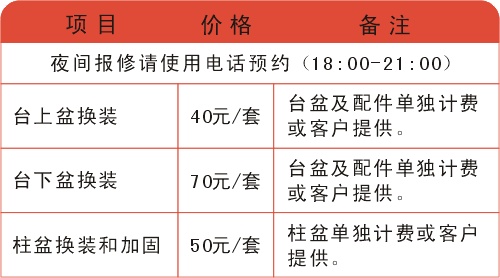 项目 价格 备注
夜间报修请使用电话预约（18:00-21:00）
台上盆换装 40元/套 台盆及配件单独计费
或客户提供。
台下盆换装 70元/套 台盆及配件单独计费
或客户提供。
柱盆换装和加固 50元/套 柱盆单独计费或客户
提供。